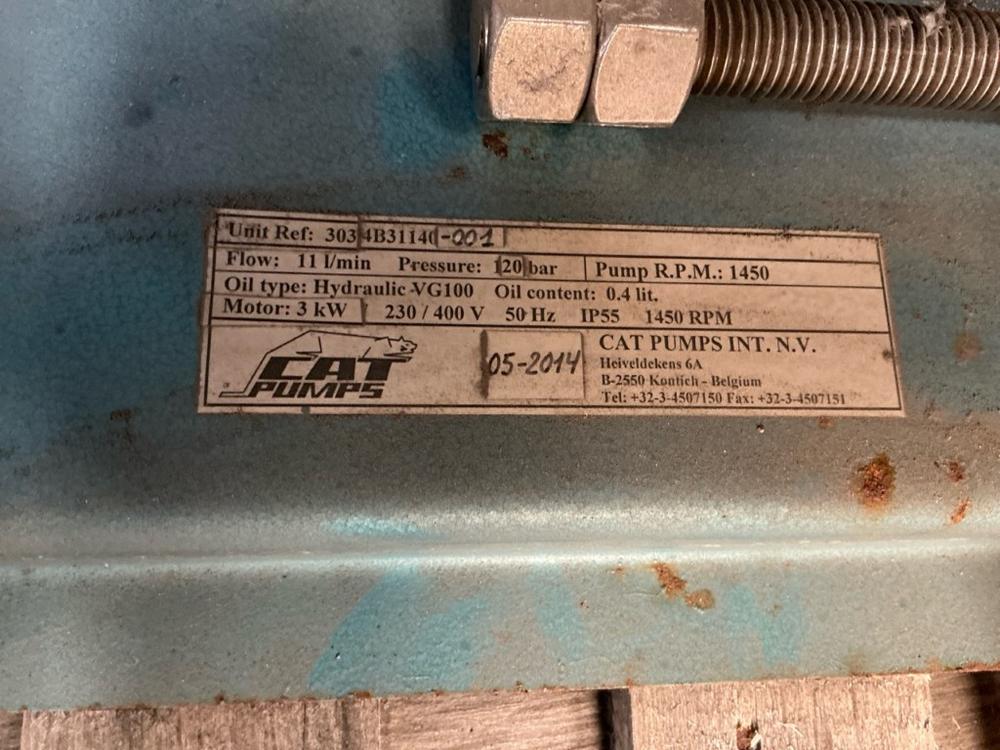 Unit Ref: 3034B31140-001
Flow: 11 l/min Pressure: 120 bar Pump R.P.M.: 1450
Oil type: Hydraulic VG100 Oil content: 0.4 lit.
Motor: 3 kW 230 / 400 V 50 Hz IP55 1450 RPM
CAT
PUMPS
05-2014
CAT PUMPS INT. N.V.
Heiveldekens 6A
B-2550 Kontich - Belgium
Tel: +32-3-4507150 Fax: +32-3-4507151